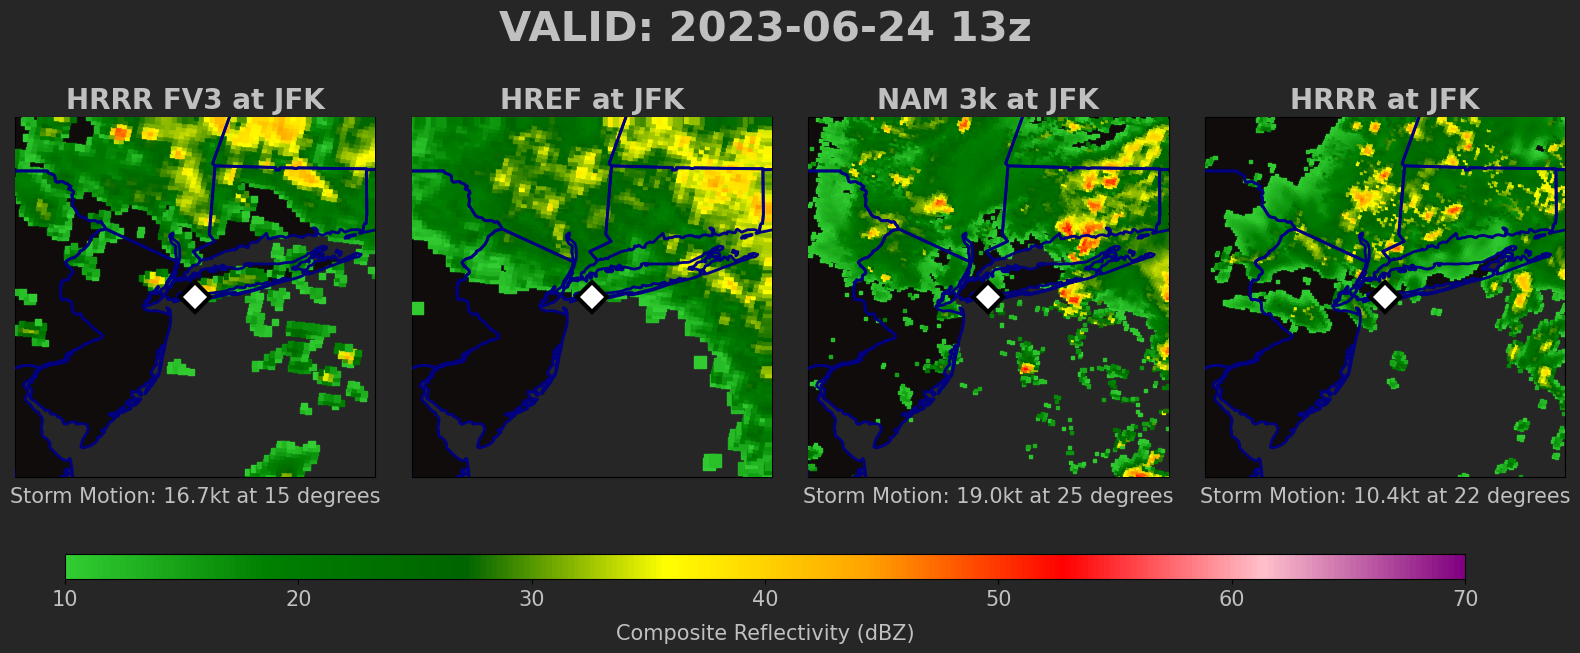 VALID: 2023-06-24 13z
HRRR FV3 at JFK
HREF at JFK
NAM 3k at JFK
HRRR at JFK
Storm Motion: 16.7kt at 15 degrees
Storm Motion: 19.0kt at 25 degrees
Storm Motion: 10.4kt at 22 degrees
10 20 30 40 50 60 70
Composite Reflectivity (dBZ)